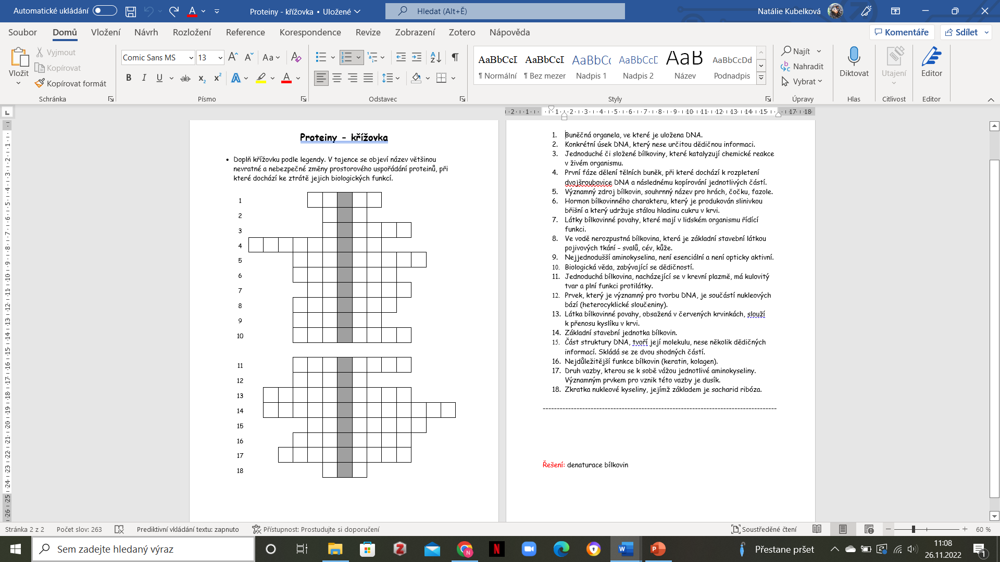 Automatické ukládání
Proteiny - křížovka • Uložené
Hledat (Alt+Ě)
Natálie Kubelková
Soubor Domů Vložení Návrh Rozložení Reference Korespondence Revize Zobrazení Zotero Nápověda
Komentáře Sdílet
Vložit
Vyjmout
Kopírovat
Kopírovat formát
Schránka
Comic Sans MS 13
Písmo
Odstavec
AaBbCcI AaBbCcI AaBbCc AaBbCcD AaB AaBbCcDd
¶ Normální ¶ Bez mezer Nadpis 1 Nadpis 2 Název Podnadpis
Styly
Najít
Nahradit
Vybrat
Úpravy
Diktovat
Hlas
Utajení
Citlivost
Editor
Editor
Proteiny - křížovka
• Doplň křížovku podle legendy. V tajence se objeví název většinou
nevratné a nebezpečné změny prostorového uspořádání proteinů, při
které dochází ke ztrátě jejich biologických funkcí.
1
2
3
4
5
6
7
8
9
10
11
12
13
14
15
16
17
18
1. Buněčná organela, ve které je uložena DNA.
2. Konkrétní úsek DNA, který nese určitou dědičnou informaci.
3. Jednoduché či složené bílkoviny, které katalyzují chemické reakce
v živém organismu.
4. První fáze dělení tělních buněk, při které dochází k rozpletení
dvojšroubovice DNA a následnému kopírování jednotlivých částí.
5. Významný zdroj bílkovin, souhrnný název pro hrách, čočku, fazole.
6. Hormon bílkovinného charakteru, který je produkován slinivkou
břišní a který udržuje stálou hladinu cukru v krvi.
7. Látky bílkovinné povahy, které mají v lidském organismu řídící
funkci.
8. Ve vodě nerozpustná bílkovina, která je základní stavební látkou
pojivových tkání – svalů, cév, kůže.
9. Nejjednodušší aminokyselina, není esenciální a není opticky aktivní.
10. Biologická věda, zabývající se dědičností.
11. Jednoduchá bílkovina, nacházející se v krevní plazmě, má kulovitý
tvar a plní funkci protilátky.
12. Prvek, který je významný pro tvorbu DNA, je součástí nukleových
bází (heterocyklické sloučeniny).
13. Látka bílkovinné povahy, obsažená v červených krvinkách, slouží
k přenosu kyslíku v krvi.
14. Základní stavební jednotka bílkovin.
15. Část struktury DNA, tvoří její molekulu, nese několik dědičných
informací. Skládá se ze dvou shodných částí.
16. Nejdůležitější funkce bílkovin (keratin, kolagen).
17. Druh vazby, kterou se k sobě vážou jednotlivé aminokyseliny.
Významným prvkem pro vznik této vazby je dusík.
18. Zkratka nukleové kyseliny, jejímž základem je sacharid ribóza.
Řešení: denaturace bílkovin
Stránka 2 z 2 Počet slov: 263 Prediktivní vkládání textu: zapnuto Přístupnost: Prostudujte si doporučení
Soustředěné čtení 60 %
Sem zadejte hledaný výraz
Přestane pršet
11:08
26.11.2022
1